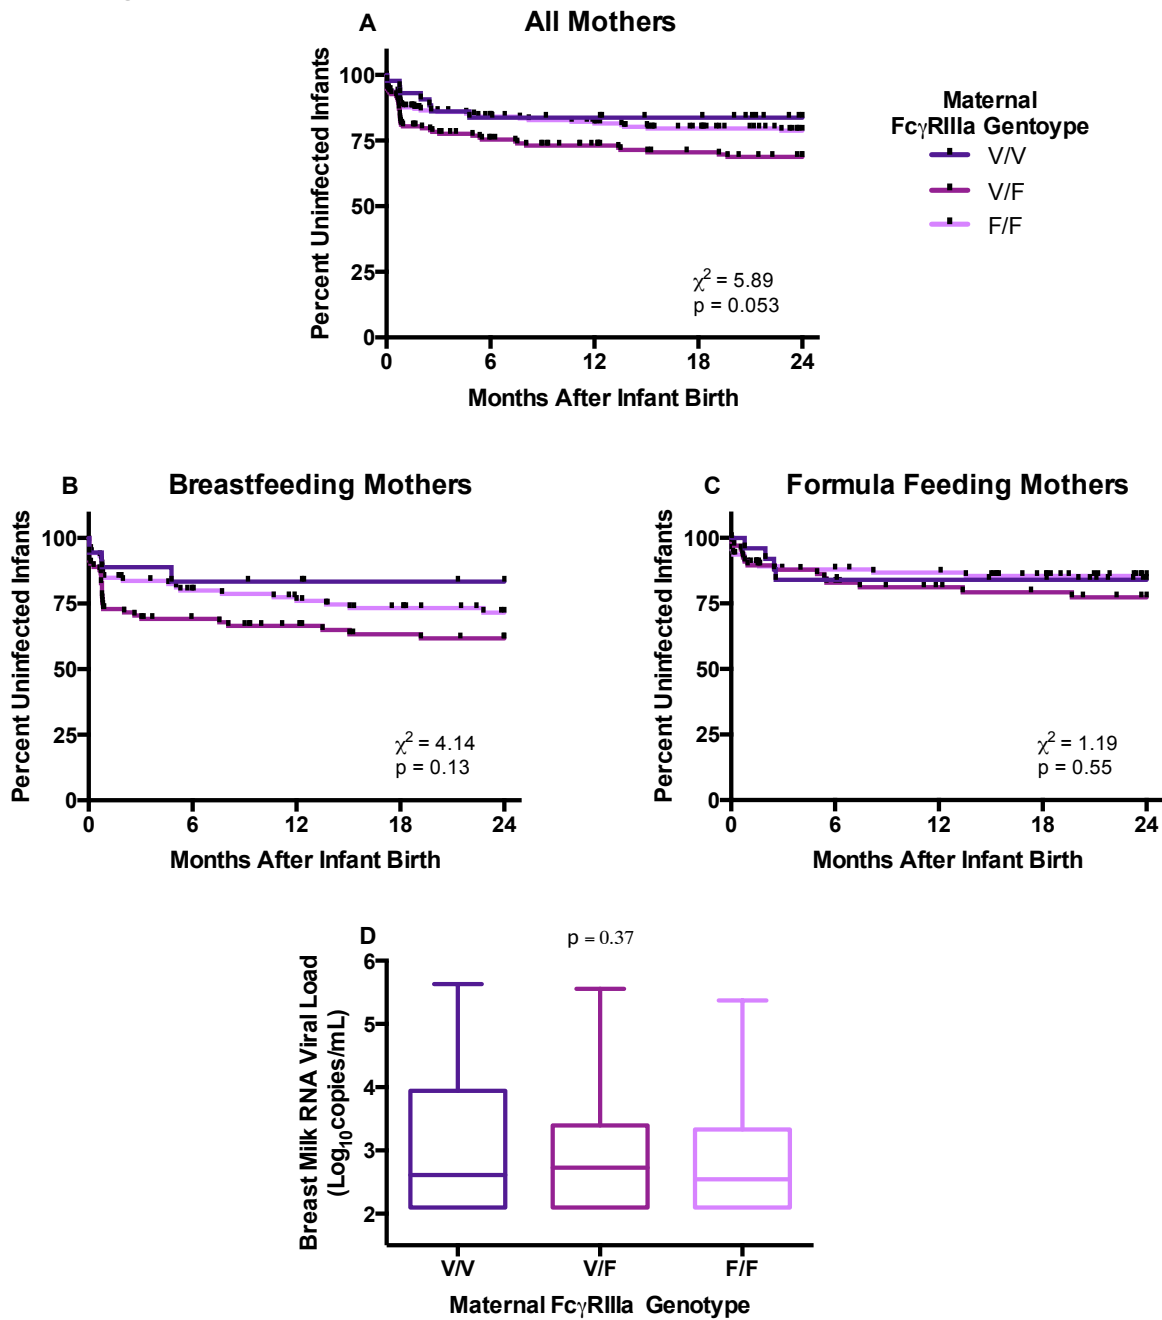 A
All Mothers
Percent Uninfected Infants
100
75
50
25
0
χ² = 5.89
p = 0.053
0 6 12 18 24
Months After Infant Birth
Maternal
FcγRIIIa Gentoype
V/V
V/F
F/F
B
Breastfeeding Mothers
Percent Uninfected Infants
100
75
50
25
0
χ² = 4.14
p = 0.13
0 6 12 18 24
Months After Infant Birth
C
Formula Feeding Mothers
Percent Uninfected Infants
100
75
50
25
0
χ² = 1.19
p = 0.55
0 6 12 18 24
Months After Infant Birth
D
p = 0.37
Breast Milk RNA Viral Load
(Log₁₀copies/mL)
6
5
4
3
2
V/V V/F F/F
Maternal FcγRIIIa Genotype